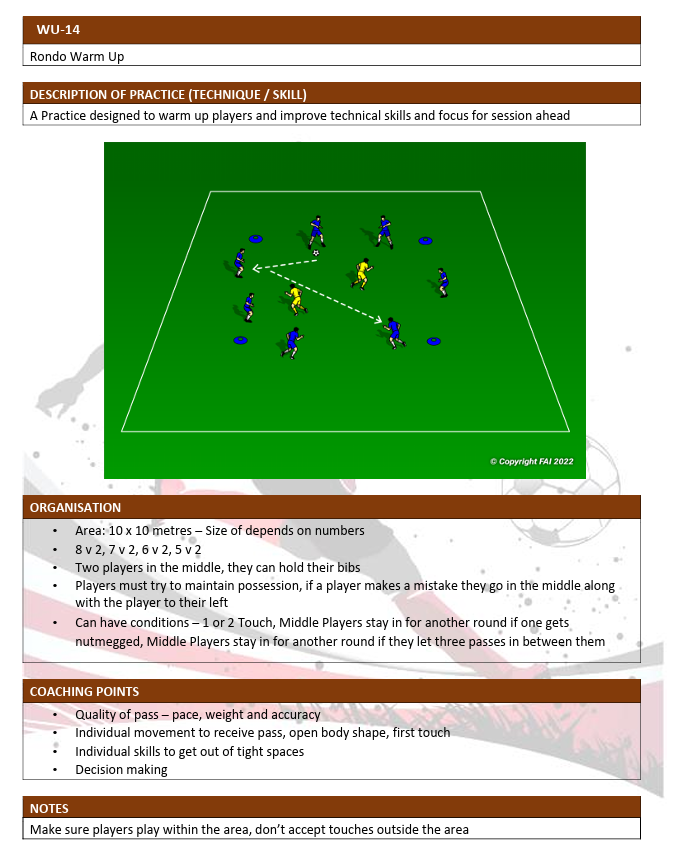 WU-14
Rondo Warm Up
DESCRIPTION OF PRACTICE (TECHNIQUE / SKILL)
A Practice designed to warm up players and improve technical skills and focus for session ahead
© Copyright FAI 2022
ORGANISATION
• Area: 10 x 10 metres – Size of depends on numbers
• 8 v 2, 7 v 2, 6 v 2, 5 v 2
• Two players in the middle, they can hold their bibs
• Players must try to maintain possession, if a player makes a mistake they go in the middle along
with the player to their left
• Can have conditions – 1 or 2 Touch, Middle Players stay in for another round if one gets
nutmegged, Middle Players stay in for another round if they let three passes in between them
COACHING POINTS
• Quality of pass – pace, weight and accuracy
• Individual movement to receive pass, open body shape, first touch
• Individual skills to get out of tight spaces
• Decision making
NOTES
Make sure players play within the area, don’t accept touches outside the area